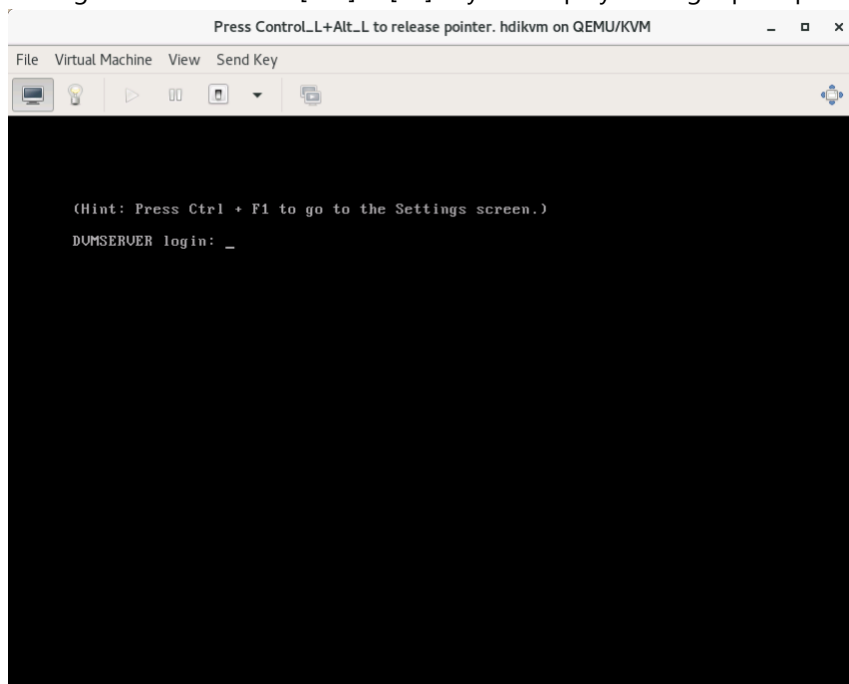 Press Control_L+Alt_L to release pointer. hdikvm on QEMU/KVM
File Virtual Machine View Send Key
(Hint: Press Ctrl + F1 to go to the Settings screen.)
DVMSERVER login: _